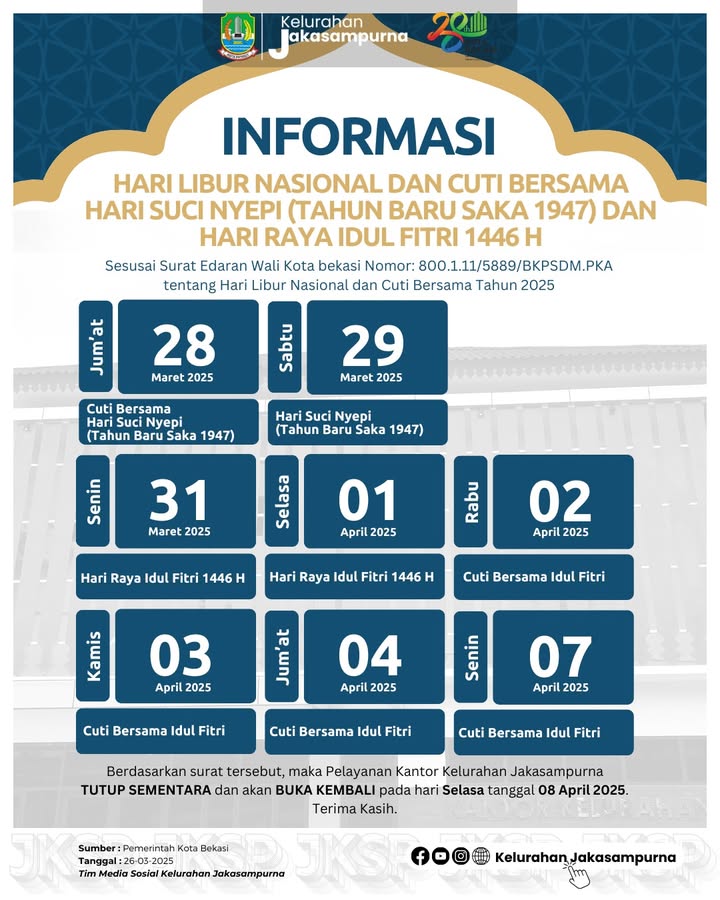 Kelurahan
Jakasampurna
28
INFORMASI
HARI LIBUR NASIONAL DAN CUTI BERSAMA
HARI SUCI NYEPI (TAHUN BARU SAKA 1947) DAN
HARI RAYA IDUL FITRI 1446 H
Sesusai Surat Edaran Wali Kota bekasi Nomor: 800.1.11/5889/BKPSDM.PKA
tentang Hari Libur Nasional dan Cuti Bersama Tahun 2025
Jum'at
28
Maret 2025
Cuti Bersama
Hari Suci Nyepi
(Tahun Baru Saka 1947)
Sabtu
29
Maret 2025
Hari Suci Nyepi
(Tahun Baru Saka 1947)
Senin
31
Maret 2025
Hari Raya Idul Fitri 1446 H
Selasa
01
April 2025
Hari Raya Idul Fitri 1446 H
Rabu
02
April 2025
Cuti Bersama Idul Fitri
Kamis
03
April 2025
Cuti Bersama Idul Fitri
Jum'at
04
April 2025
Cuti Bersama Idul Fitri
Senin
07
April 2025
Cuti Bersama Idul Fitri
Berdasarkan surat tersebut, maka Pelayanan Kantor Kelurahan Jakasampurna
TUTUP SEMENTARA dan akan BUKA KEMBALI pada hari Selasa tanggal 08 April 2025.
Terima Kasih.
JKSP JKSP JKSP JKSP JKSP
Sumber : Pemerintah Kota Bekasi
Tanggal : 26-03-2025
Tim Media Sosial Kelurahan Jakasampurna
Kelurahan Jakasampurna